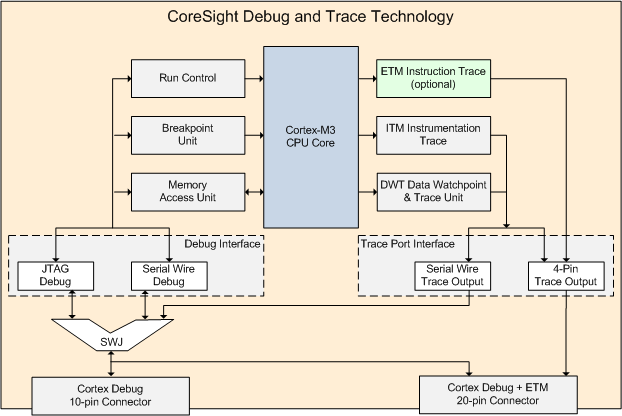 CoreSight Debug and Trace Technology
Run Control
ETM Instruction Trace
(optional)
Breakpoint
Unit
Cortex-M3
CPU Core
ITM Instrumentation
Trace
Memory
Access Unit
DWT Data Watchpoint
& Trace Unit
Debug Interface
Trace Port Interface
JTAG
Debug
Serial Wire
Debug
Serial Wire
Trace Output
4-Pin
Trace Output
SWJ
Cortex Debug
10-pin Connector
Cortex Debug + ETM
20-pin Connector